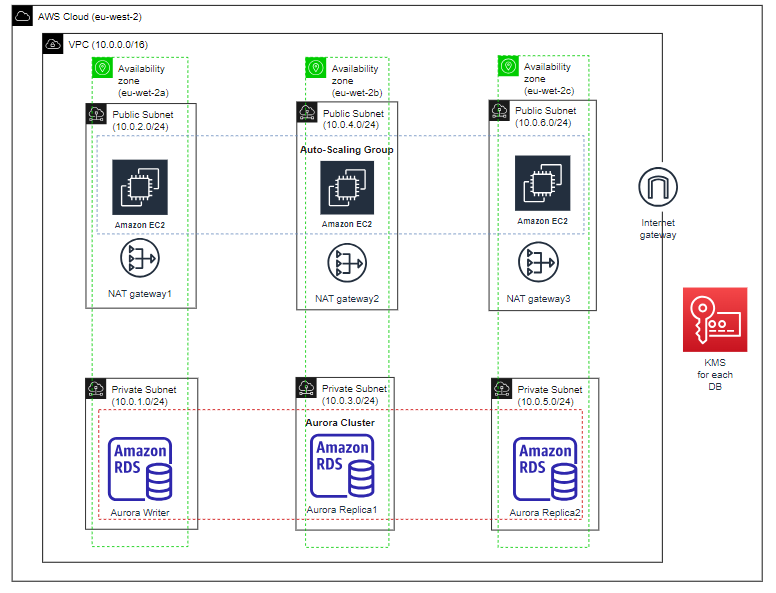 AWS Cloud (eu-west-2)
VPC (10.0.0.0/16)
Availability
zone
(eu-wet-2a)
Availability
zone
(eu-wet-2b)
Availability
zone
(eu-wet-2c)
Public Subnet
(10.0.2.0/24)
Public Subnet
(10.0.4.0/24)
Public Subnet
(10.0.6.0/24)
Auto-Scaling Group
Amazon EC2
Amazon EC2
Amazon EC2
NAT gateway1
NAT gateway2
NAT gateway3
Internet
gateway
KMS
for each
DB
Private Subnet
(10.0.1.0/24)
Private Subnet
(10.0.3.0/24)
Private Subnet
(10.0.5.0/24)
Aurora Cluster
Amazon
RDS
Amazon
RDS
Amazon
RDS
Aurora Writer
Aurora Replica1
Aurora Replica2